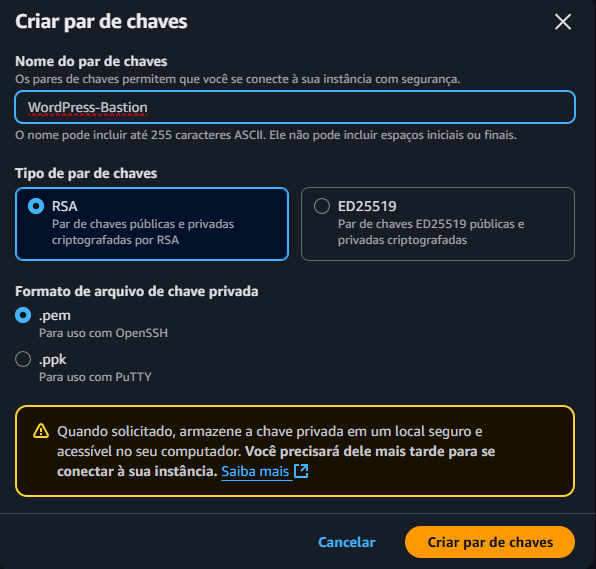 Criar par de chaves
Nome do par de chaves
Os pares de chaves permitem que você se conecte à sua instância com segurança.
WordPress-Bastion
O nome pode incluir até 255 caracteres ASCII. Ele não pode incluir espaços iniciais ou finais.
Tipo de par de chaves
RSA
Par de chaves públicas e privadas
criptografadas por RSA
ED25519
Par de chaves ED25519 públicas e
privadas criptografadas
Formato de arquivo de chave privada
.pem
Para uso com OpenSSH
.ppk
Para uso com PuTTY
Quando solicitado, armazene a chave privada em um local seguro e
acessível no seu computador. Você precisará dele mais tarde para se
conectar à sua instância. Saiba mais
Cancelar
Criar par de chaves